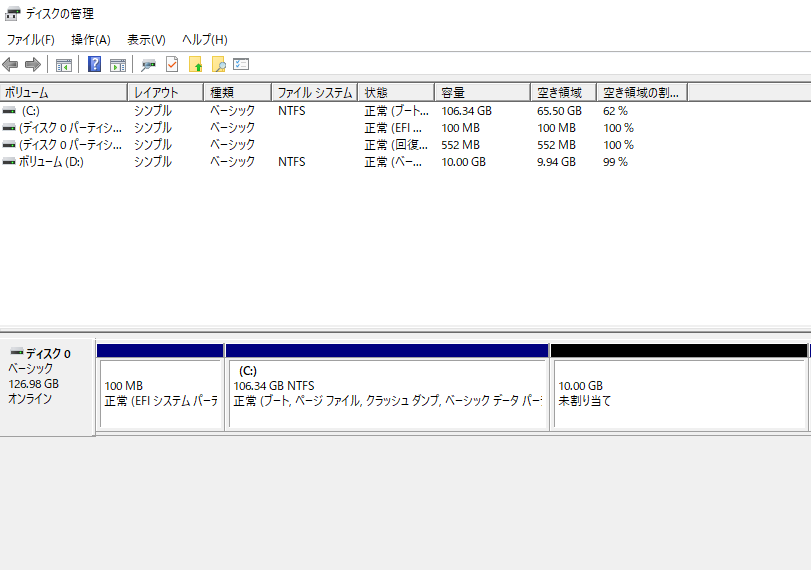 ディスクの管理
ファイル(F) 操作(A) 表示(V) ヘルプ(H)
ボリューム レイアウト 種類 ファイル システム 状態 容量 空き領域 空き領域の割...
(C:) シンプル ベーシック NTFS 正常 (ブート... 106.34 GB 65.50 GB 62 %
(ディスク 0 パーティシ... シンプル ベーシック 正常 (EFI ... 100 MB 100 MB 100 %
(ディスク 0 パーティシ... シンプル ベーシック 正常 (回復... 552 MB 552 MB 100 %
ボリューム (D:) シンプル ベーシック NTFS 正常 (ベー... 10.00 GB 9.94 GB 99 %
ディスク 0
ベーシック
126.98 GB
オンライン
100 MB
正常 (EFI システム パーテ
(C:)
106.34 GB NTFS
正常 (ブート, ページ ファイル, クラッシュ ダンプ, ベーシック データ パー
10.00 GB
未割り当て